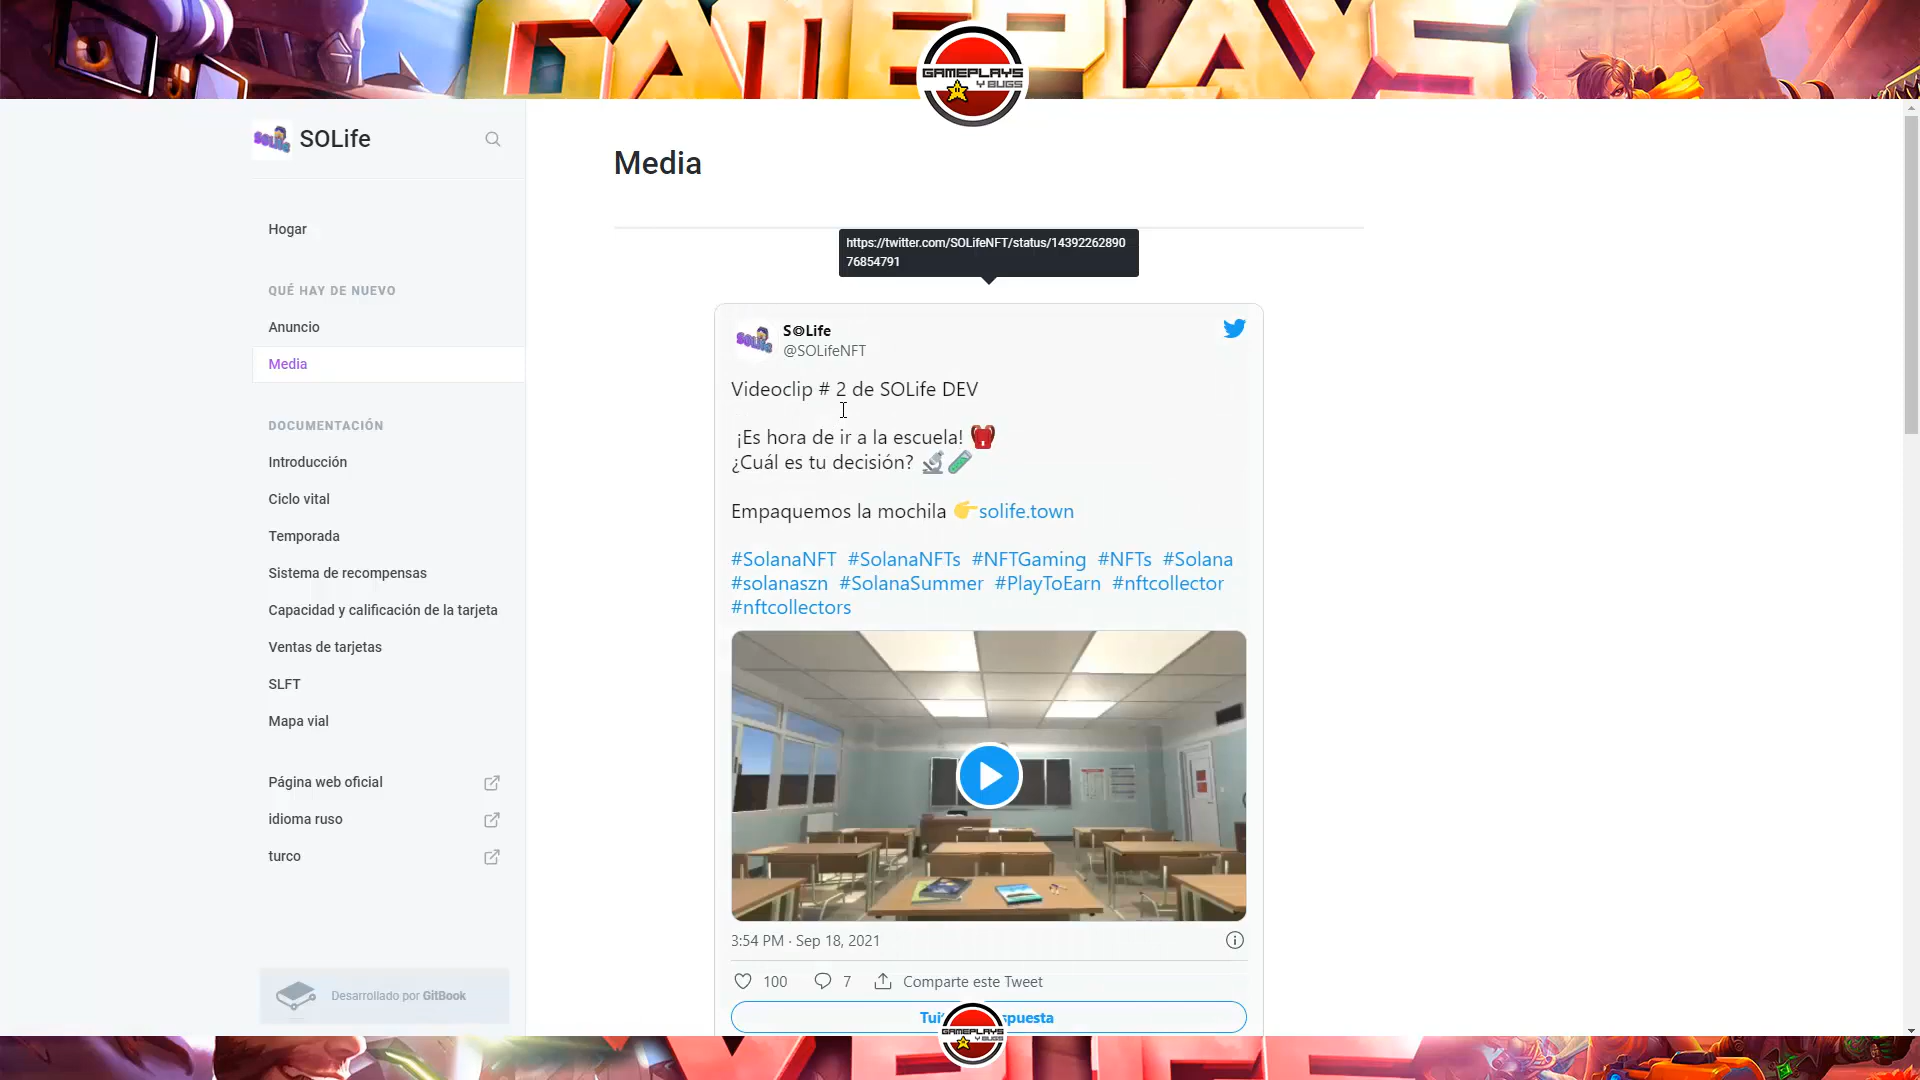 GAMEPLAYS
GAMEPLAYS
Y BUGS
SOLife
SOLife
Media
Hogar
https://twitter.com/SOLifeNFT/status/14392262890
76854791
QUÉ HAY DE NUEVO
Anuncio
Media
S◎Life
@SOLifeNFT
Videoclip # 2 de SOLife DEV
¡Es hora de ir a la escuela! 🎒
¿Cuál es tu decisión? 🔬🧪
Empaquemos la mochila 👉solife.town
#SolanaNFT #SolanaNFTs #NFTGaming #NFTs #Solana
#solanaszn #SolanaSummer #PlayToEarn #nftcollector
#nftcollectors
DOCUMENTACIÓN
Introducción
Ciclo vital
Temporada
Sistema de recompensas
Capacidad y calificación de la tarjeta
Ventas de tarjetas
SLFT
Mapa vial
Página web oficial
idioma ruso
turco
Desarrollado por GitBook
3:54 PM · Sep 18, 2021
100 7 Comparte este Tweet
GAMEPLAYS
Y BUGS